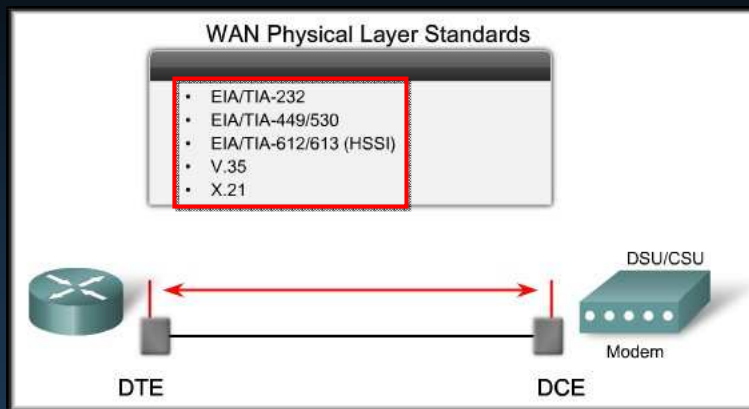 WAN Physical Layer Standards
• EIA/TIA-232
• EIA/TIA-449/530
• EIA/TIA-612/613 (HSSI)
• V.35
• X.21
DSU/CSU
Modem
DTE
DCE